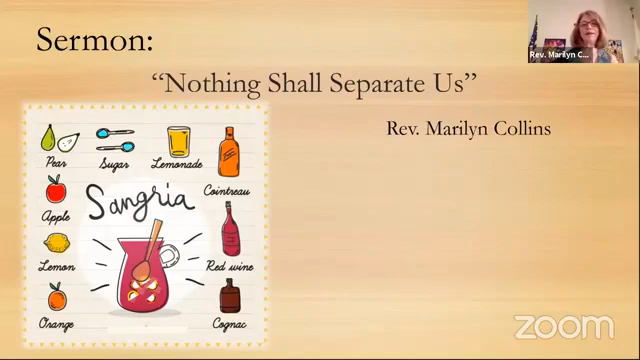 Sermon:
“Nothing Shall Separate Us”
Rev. Marilyn Collins
Pear
Sugar
Lemonade
Cointreau
Apple
Sangria
Lemon
Red wine
Orange
Cognac
Rev. Marilyn C...
zoom